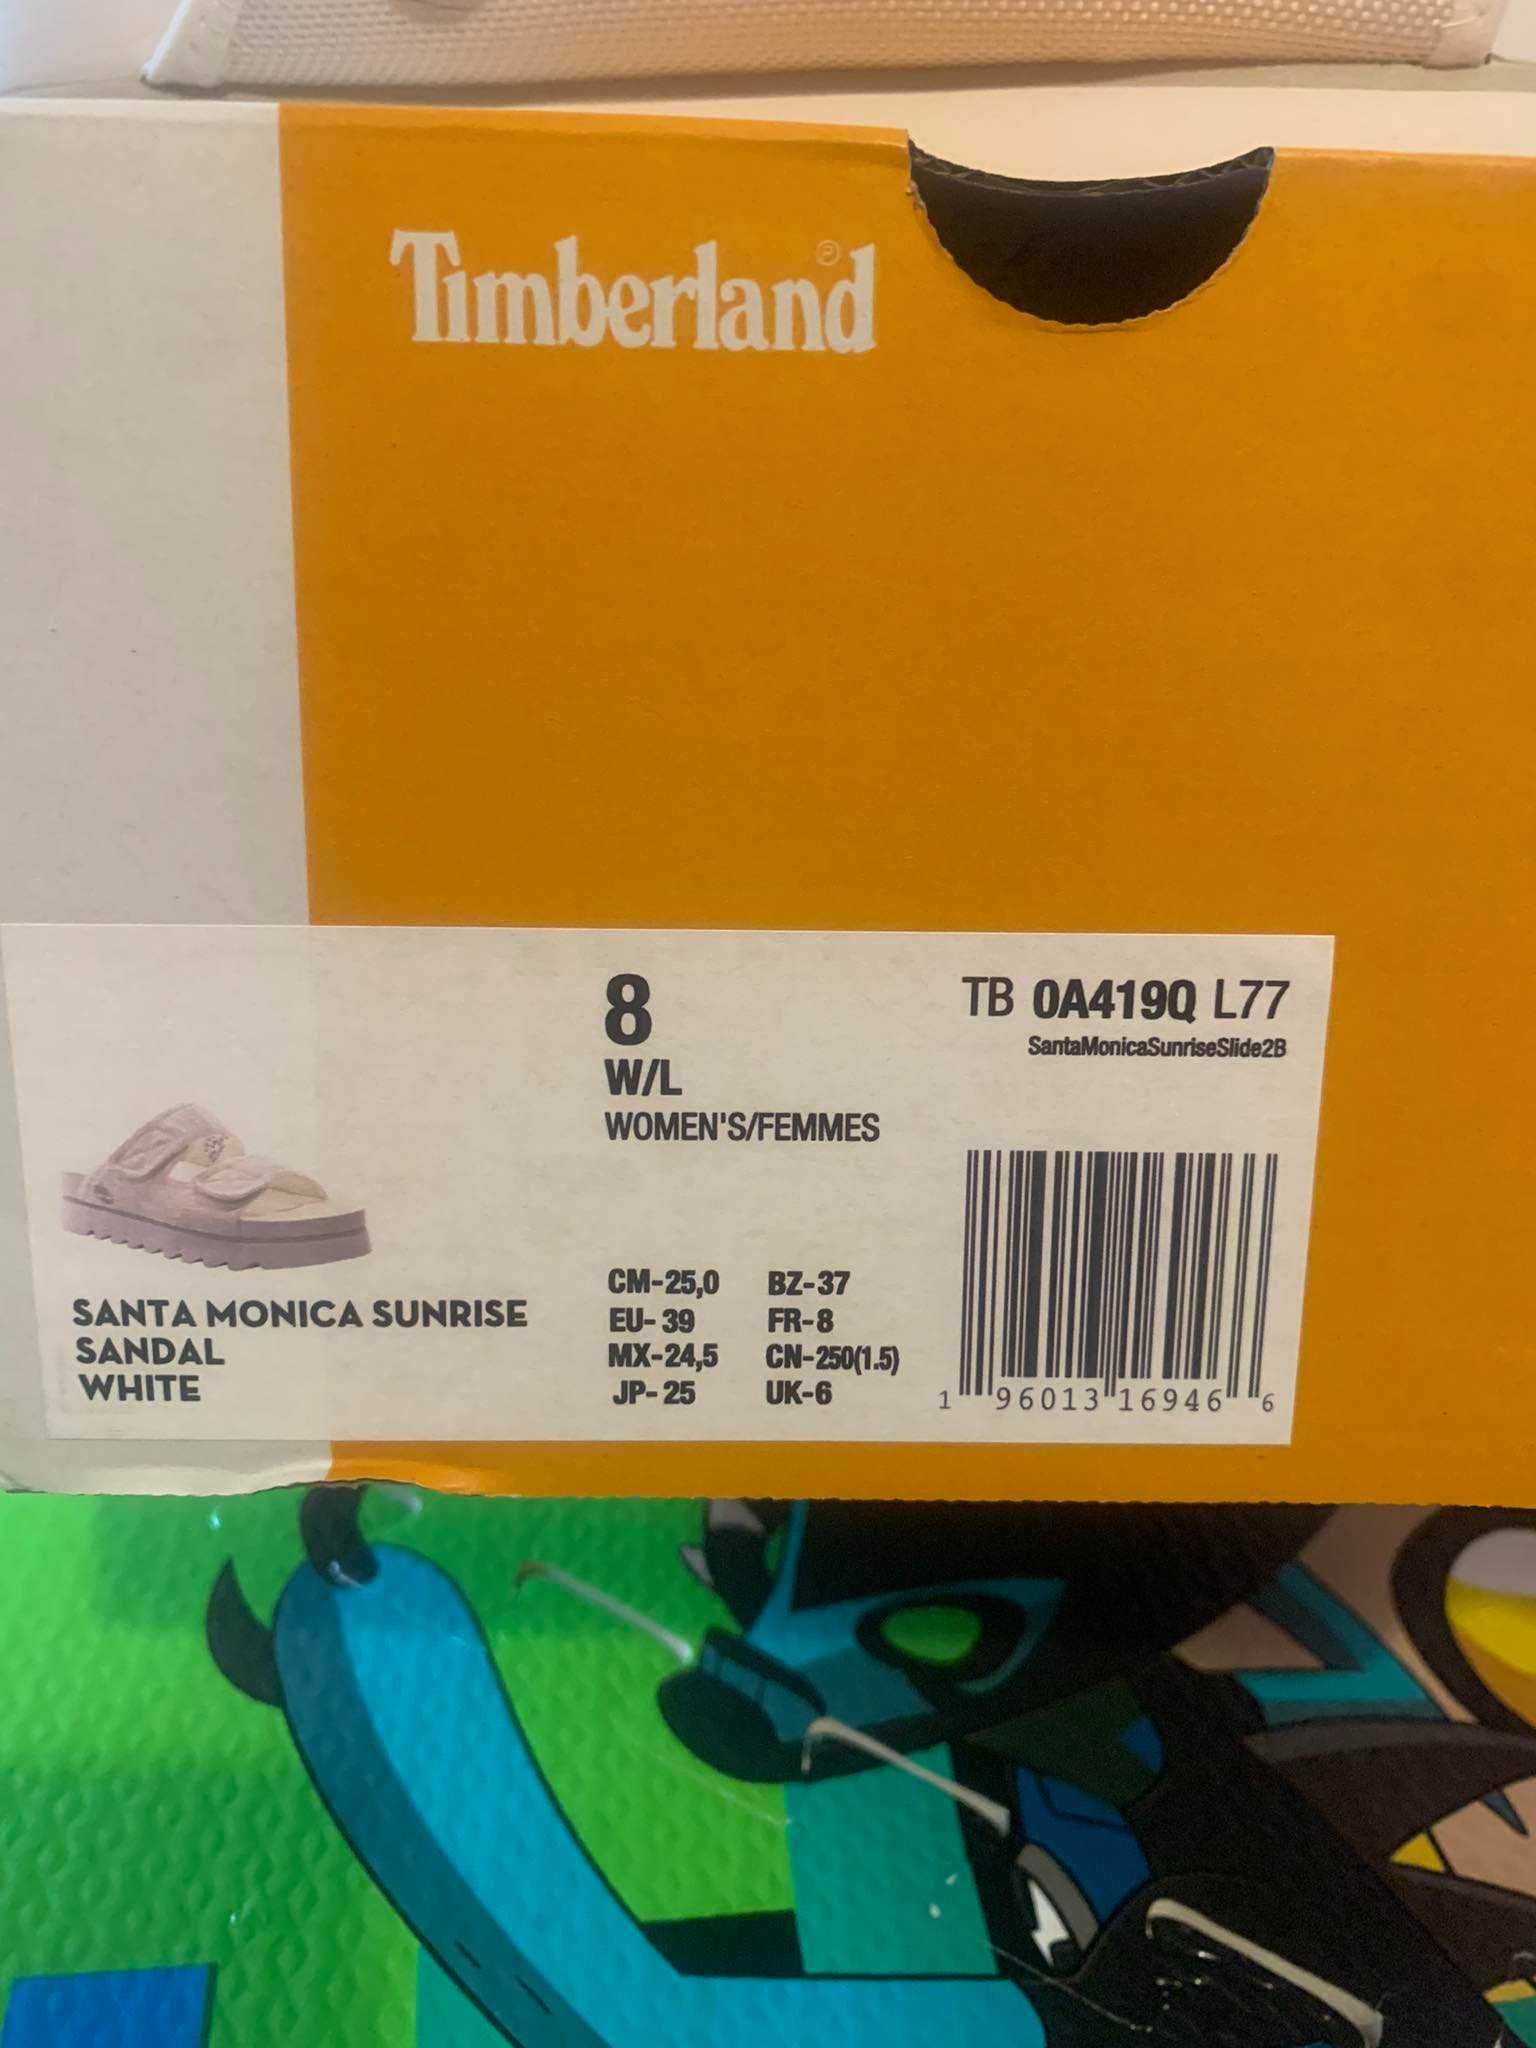 Timberland®
8
W/L
WOMEN'S/FEMMES
TB 0A419Q L77
SantaMonicaSunriseSlide2B
SANTA MONICA SUNRISE
SANDAL
WHITE
CM-25,0 BZ-37
EU-39 FR-8
MX-24,5 CN-250(1.5)
JP-25 UK-6
1 96013 16946 6